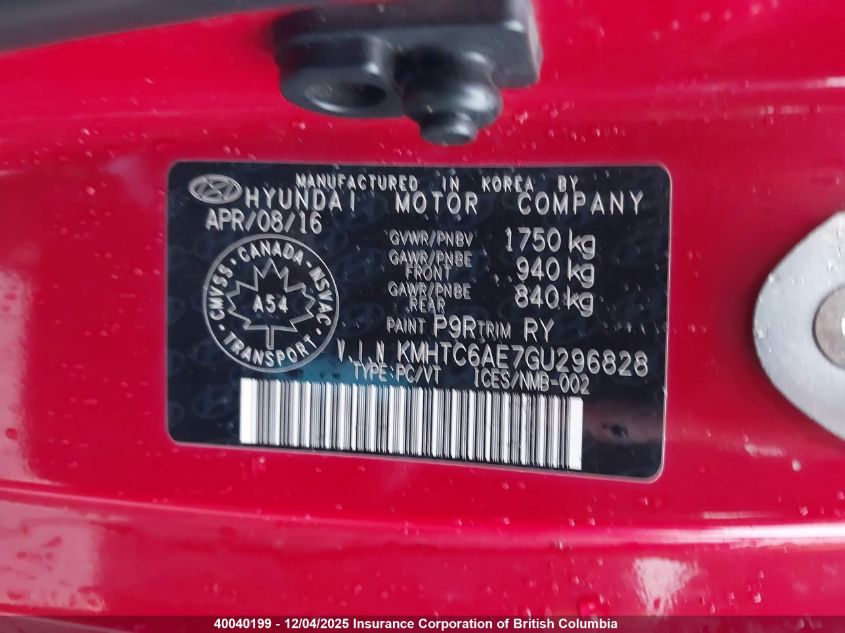 MANUFACTURED IN KOREA BY
HYUNDAI MOTOR COMPANY
APR/08/16
GVWR/PNBV 1750 kg
GAWR/PNBE FRONT 940 kg
GAWR/PNBE REAR 840 kg
CMVSS - CANADA - NSVAC
A54
TRANSPORT
PAINT P9R TRIM RY
V.I.N KMHTC6AE7GU296828
TYPE:PC/VT ICES/NMB-002
40040199 - 12/04/2025 Insurance Corporation of British Columbia